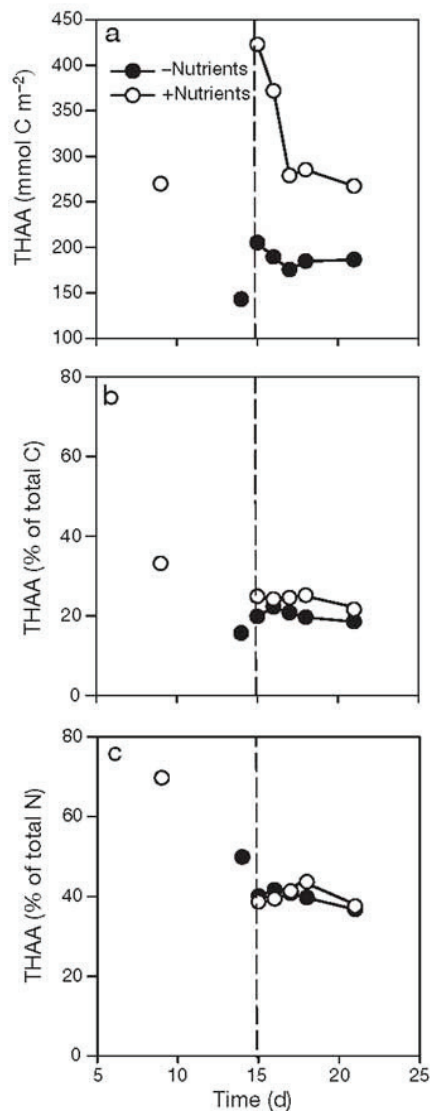 a
450
400
350
300
250
200
150
100
THAA (mmol C m⁻²)
–Nutrients
+Nutrients
b
80
60
40
20
0
THAA (% of total C)
c
80
60
40
20
0
THAA (% of total N)
5 10 15 20 25
Time (d)